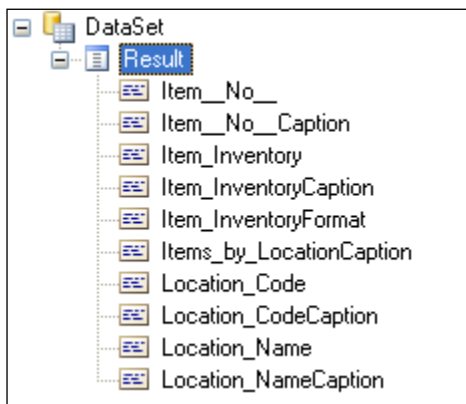 DataSet
Result
Item__No__
Item__No__Caption
Item_Inventory
Item_InventoryCaption
Item_InventoryFormat
Items_by_LocationCaption
Location_Code
Location_CodeCaption
Location_Name
Location_NameCaption